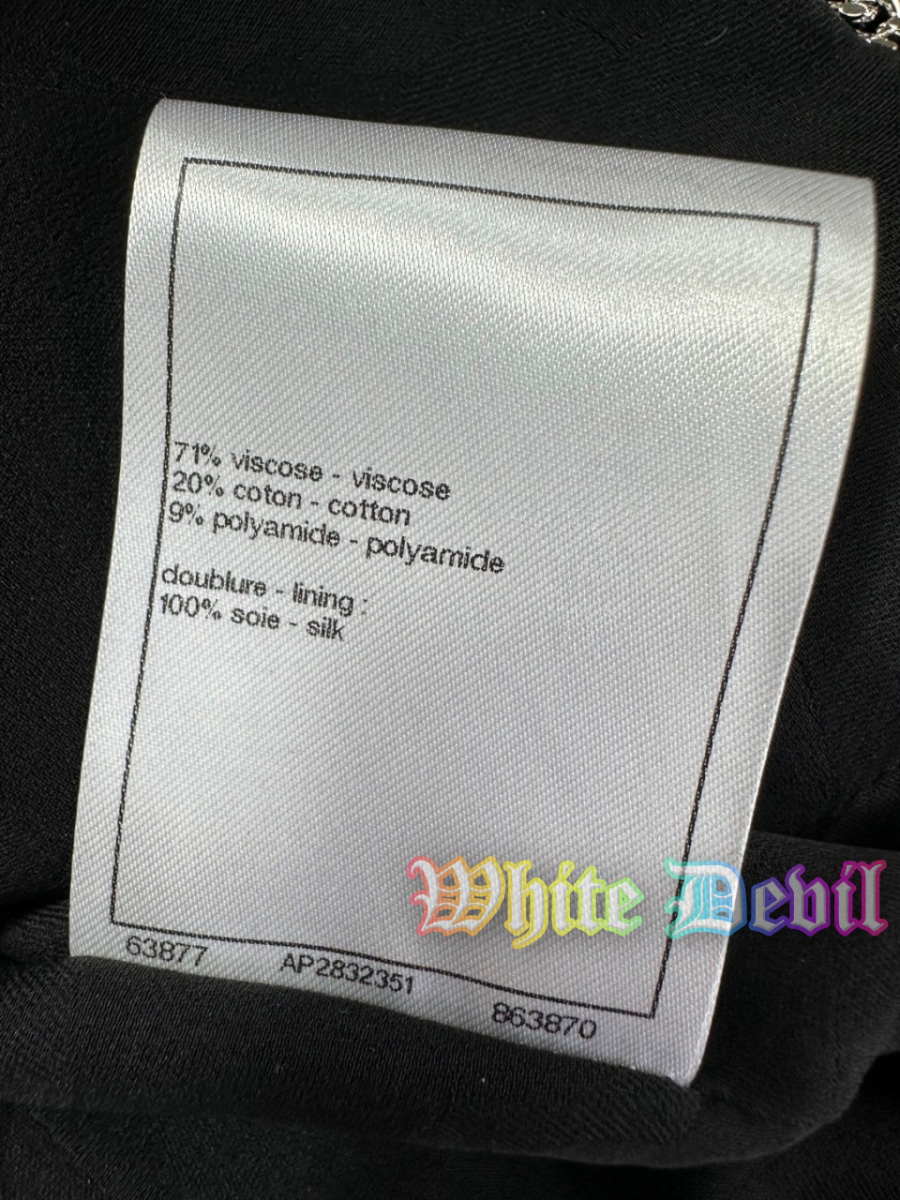 71% viscose - viscose
20% coton - cotton
9% polyamide - polyamide
doublure - lining :
100% soie - silk
White Devil
63877 AP2832351 863870